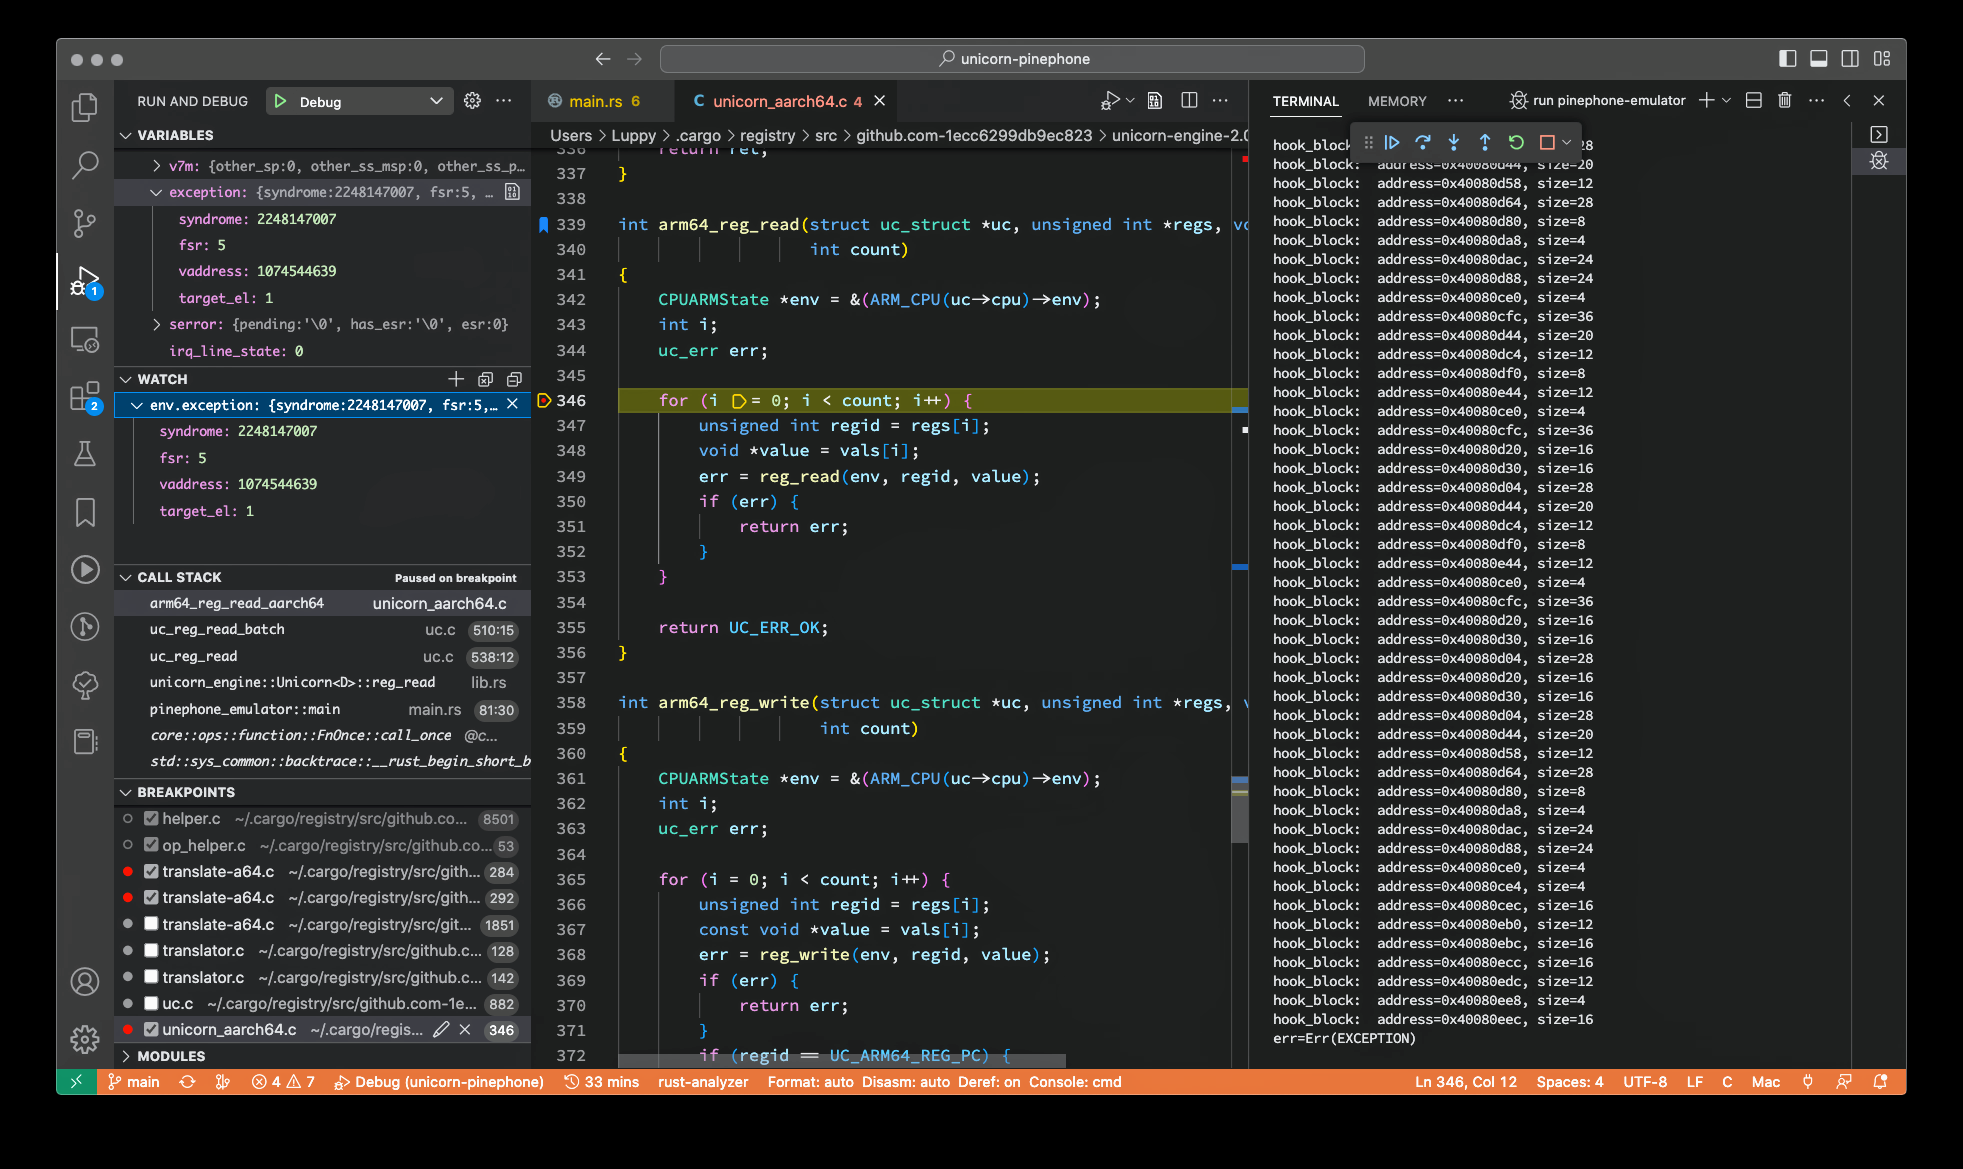 unicorn-pinephone
RUN AND DEBUG
Debug
VARIABLES
v7m: {other_sp:0, other_ss_msp:0, other_ss_p…
exception: {syndrome:2248147007, fsr:5, …
syndrome: 2248147007
fsr: 5
vaddress: 1074544639
target_el: 1
serror: {pending:'\0', has_esr:'\0', esr:0}
irq_line_state: 0
WATCH
env.exception: {syndrome:2248147007, fsr:5,…
syndrome: 2248147007
fsr: 5
vaddress: 1074544639
target_el: 1
CALL STACK
Paused on breakpoint
arm64_reg_read_aarch64 unicorn_aarch64.c
uc_reg_read_batch uc.c 510:15
uc_reg_read uc.c 538:12
unicorn_engine::Unicorn<D>::reg_read lib.rs
pinephone_emulator::main main.rs 81:30
core::ops::function::FnOnce::call_once @c…
std::sys_common::backtrace::__rust_begin_short_b
BREAKPOINTS
helper.c ~/.cargo/registry/src/github.co… 8501
op_helper.c ~/.cargo/registry/src/github.co… 53
translate-a64.c ~/.cargo/registry/src/gith… 284
translate-a64.c ~/.cargo/registry/src/gith… 292
translate-a64.c ~/.cargo/registry/src/git… 1851
translator.c ~/.cargo/registry/src/github.c… 128
translator.c ~/.cargo/registry/src/github.c… 142
uc.c ~/.cargo/registry/src/github.com-1e… 882
unicorn_aarch64.c ~/.cargo/regis… 346
MODULES
1
2
main.rs 6
C unicorn_aarch64.c 4
Users > Luppy > .cargo > registry > src > github.com-1ecc6299db9ec823 > unicorn-engine-2.0
336 return ret;
337 }
338
339 int arm64_reg_read(struct uc_struct *uc, unsigned int *regs, vo
340 int count)
341 {
342 CPUARMState *env = &(ARM_CPU(uc->cpu)->env);
343 int i;
344 uc_err err;
345
346 for (i = 0; i < count; i++) {
347 unsigned int regid = regs[i];
348 void *value = vals[i];
349 err = reg_read(env, regid, value);
350 if (err) {
351 return err;
352 }
353 }
354
355 return UC_ERR_OK;
356 }
357
358 int arm64_reg_write(struct uc_struct *uc, unsigned int *regs, v
359 int count)
360 {
361 CPUARMState *env = &(ARM_CPU(uc->cpu)->env);
362 int i;
363 uc_err err;
364
365 for (i = 0; i < count; i++) {
366 unsigned int regid = regs[i];
367 const void *value = vals[i];
368 err = reg_write(env, regid, value);
369 if (err) {
370 return err;
371 }
372 if (regid == UC_ARM64_REG_PC) {
TERMINAL MEMORY
run pinephone-emulator
hook_block 28
hook_block: address=0x40080d44, size=20
hook_block: address=0x40080d58, size=12
hook_block: address=0x40080d64, size=28
hook_block: address=0x40080d80, size=8
hook_block: address=0x40080da8, size=4
hook_block: address=0x40080dac, size=24
hook_block: address=0x40080d88, size=24
hook_block: address=0x40080ce0, size=4
hook_block: address=0x40080cfc, size=36
hook_block: address=0x40080d44, size=20
hook_block: address=0x40080dc4, size=12
hook_block: address=0x40080df0, size=8
hook_block: address=0x40080e44, size=12
hook_block: address=0x40080ce0, size=4
hook_block: address=0x40080cfc, size=36
hook_block: address=0x40080d20, size=16
hook_block: address=0x40080d30, size=16
hook_block: address=0x40080d04, size=28
hook_block: address=0x40080d44, size=20
hook_block: address=0x40080dc4, size=12
hook_block: address=0x40080df0, size=8
hook_block: address=0x40080e44, size=12
hook_block: address=0x40080ce0, size=4
hook_block: address=0x40080cfc, size=36
hook_block: address=0x40080d20, size=16
hook_block: address=0x40080d30, size=16
hook_block: address=0x40080d04, size=28
hook_block: address=0x40080d20, size=16
hook_block: address=0x40080d30, size=16
hook_block: address=0x40080d04, size=28
hook_block: address=0x40080d44, size=20
hook_block: address=0x40080d58, size=12
hook_block: address=0x40080d64, size=28
hook_block: address=0x40080d80, size=8
hook_block: address=0x40080da8, size=4
hook_block: address=0x40080dac, size=24
hook_block: address=0x40080d88, size=24
hook_block: address=0x40080ce0, size=4
hook_block: address=0x40080ce4, size=4
hook_block: address=0x40080cec, size=16
hook_block: address=0x40080eb0, size=12
hook_block: address=0x40080ebc, size=16
hook_block: address=0x40080ecc, size=16
hook_block: address=0x40080edc, size=12
hook_block: address=0x40080ee8, size=4
hook_block: address=0x40080eec, size=16
err=Err(EXCEPTION)
main 4 7 Debug (unicorn-pinephone) 33 mins rust-analyzer Format: auto Disasm: auto Deref: on Console: cmd Ln 346, Col 12 Spaces: 4 UTF-8 LF C Mac